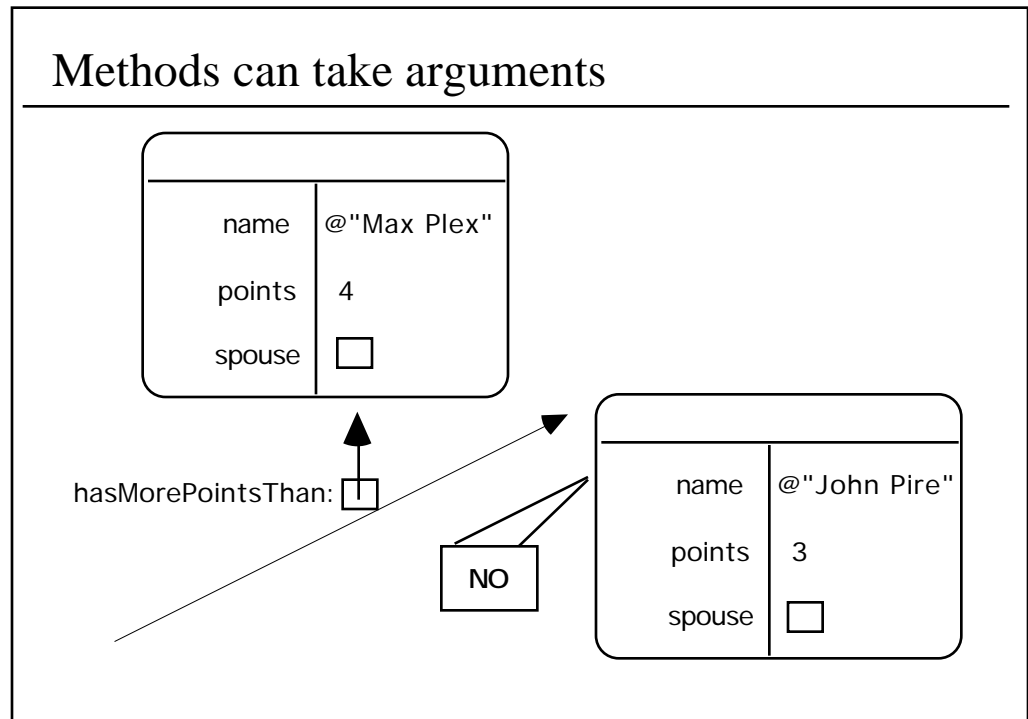 Methods can take arguments
name @"Max Plex"
points 4
spouse
hasMorePointsThan:
name @"John Pire"
points 3
spouse
NO